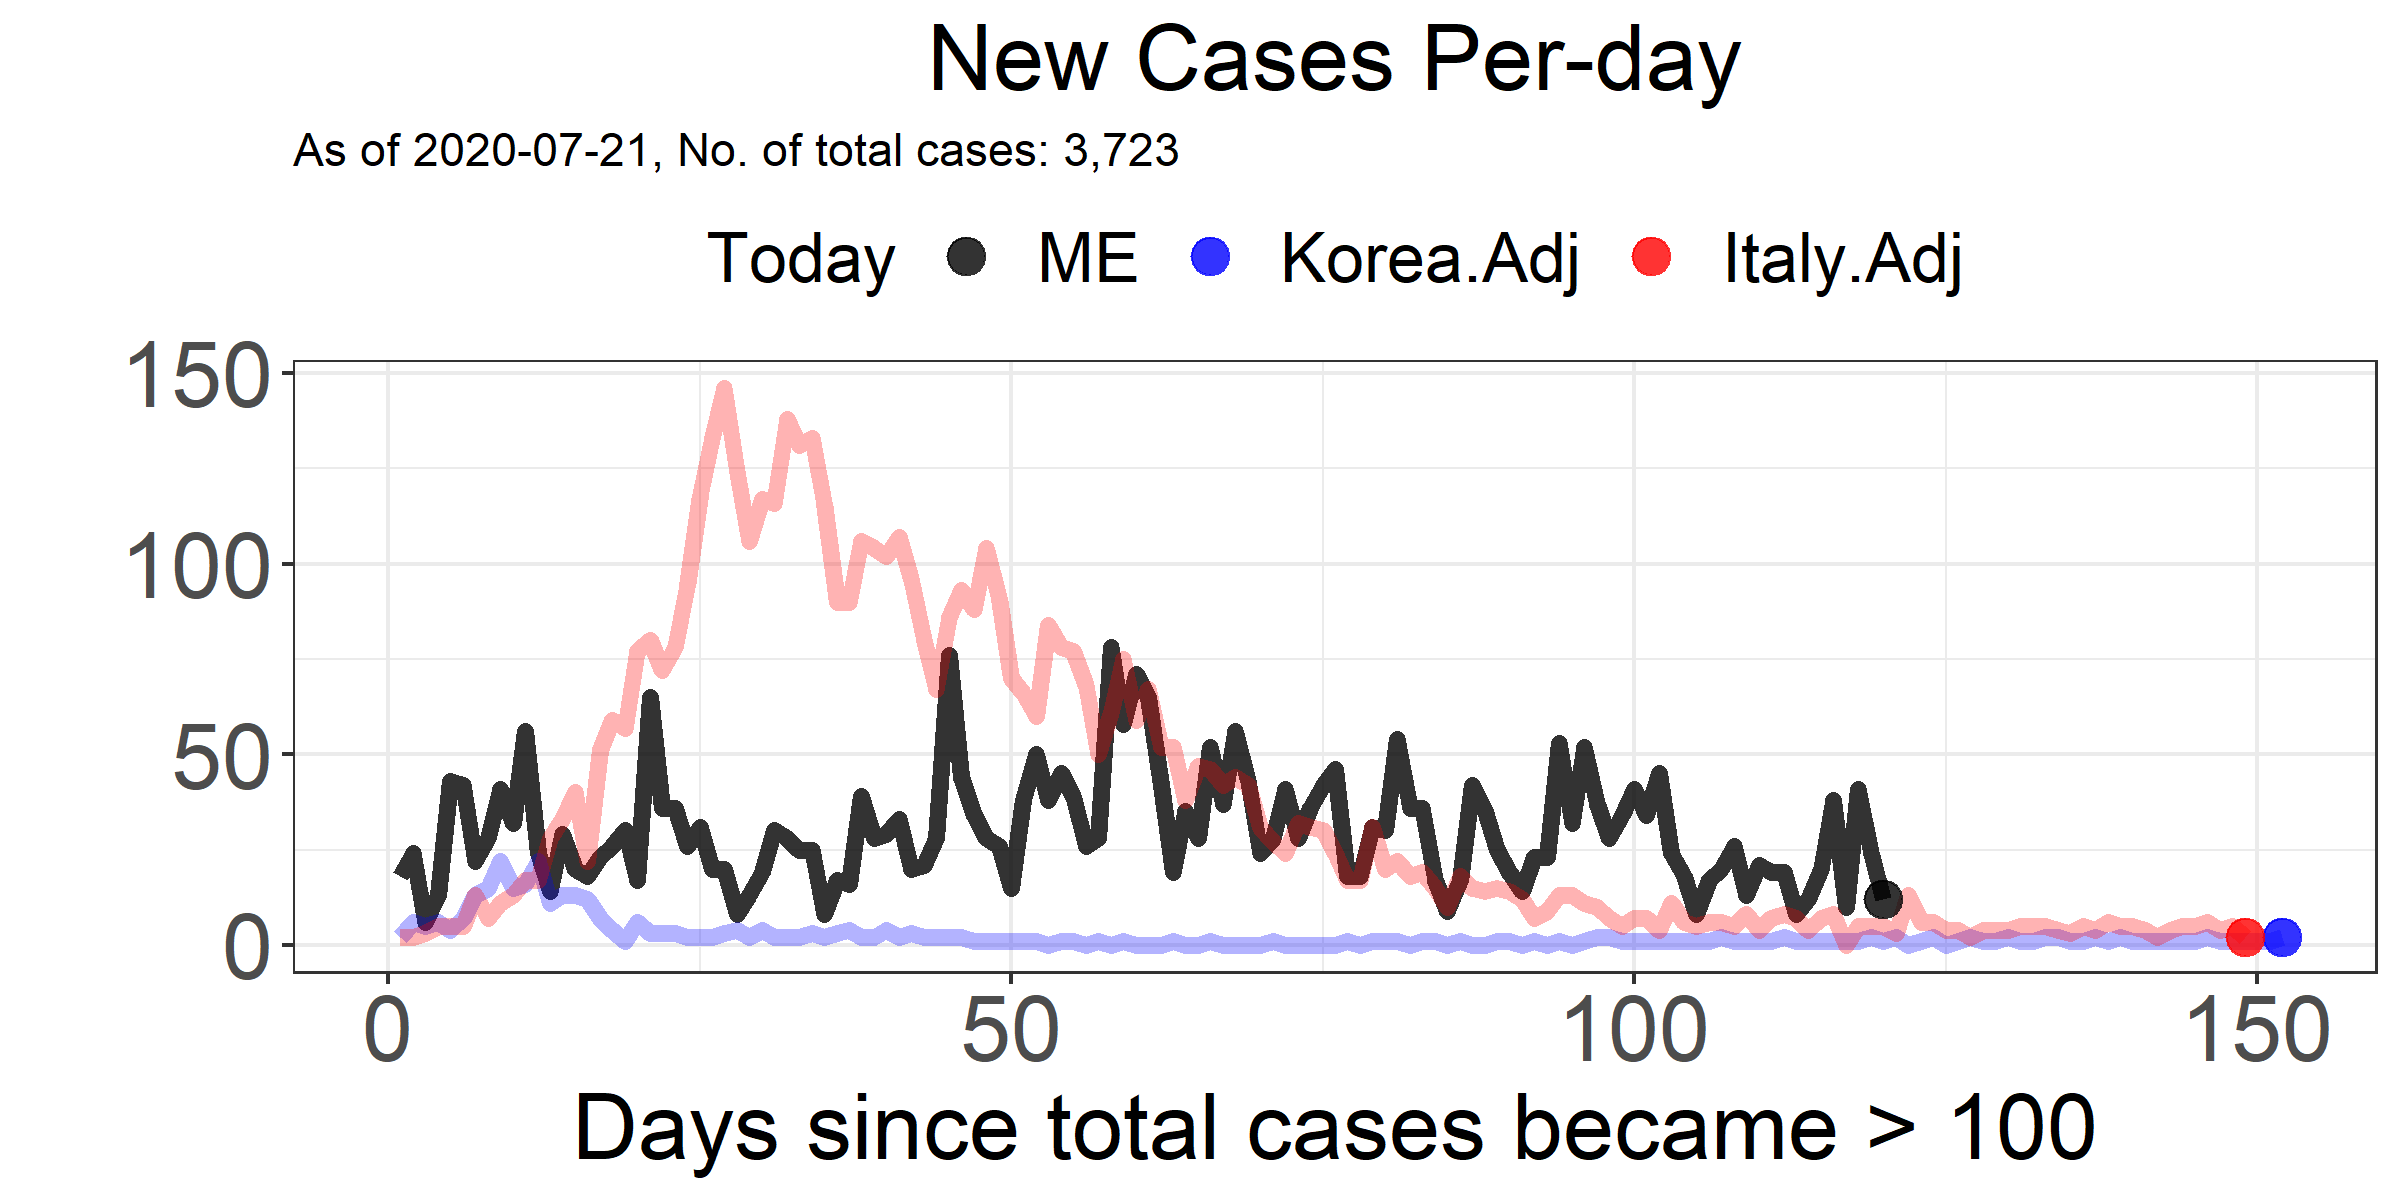 New Cases Per-day
As of 2020-07-21, No. of total cases: 3,723
Today ME Korea.Adj Italy.Adj
150
100
50
0
0 50 100 150
Days since total cases became > 100